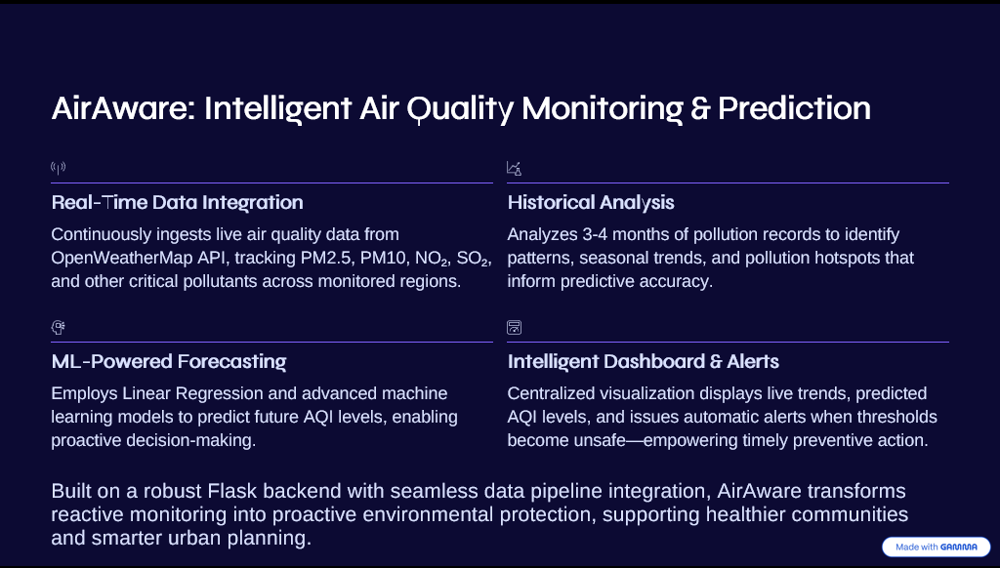 AirAware: Intelligent Air Quality Monitoring & Prediction
Real-Time Data Integration
Continuously ingests live air quality data from
OpenWeatherMap API, tracking PM2.5, PM10, NO₂, SO₂,
and other critical pollutants across monitored regions.
Historical Analysis
Analyzes 3-4 months of pollution records to identify
patterns, seasonal trends, and pollution hotspots that
inform predictive accuracy.
ML-Powered Forecasting
Employs Linear Regression and advanced machine
learning models to predict future AQI levels, enabling
proactive decision-making.
Intelligent Dashboard & Alerts
Centralized visualization displays live trends, predicted
AQI levels, and issues automatic alerts when thresholds
become unsafe—empowering timely preventive action.
Built on a robust Flask backend with seamless data pipeline integration, AirAware transforms
reactive monitoring into proactive environmental protection, supporting healthier communities
and smarter urban planning.
Made with GAMMA